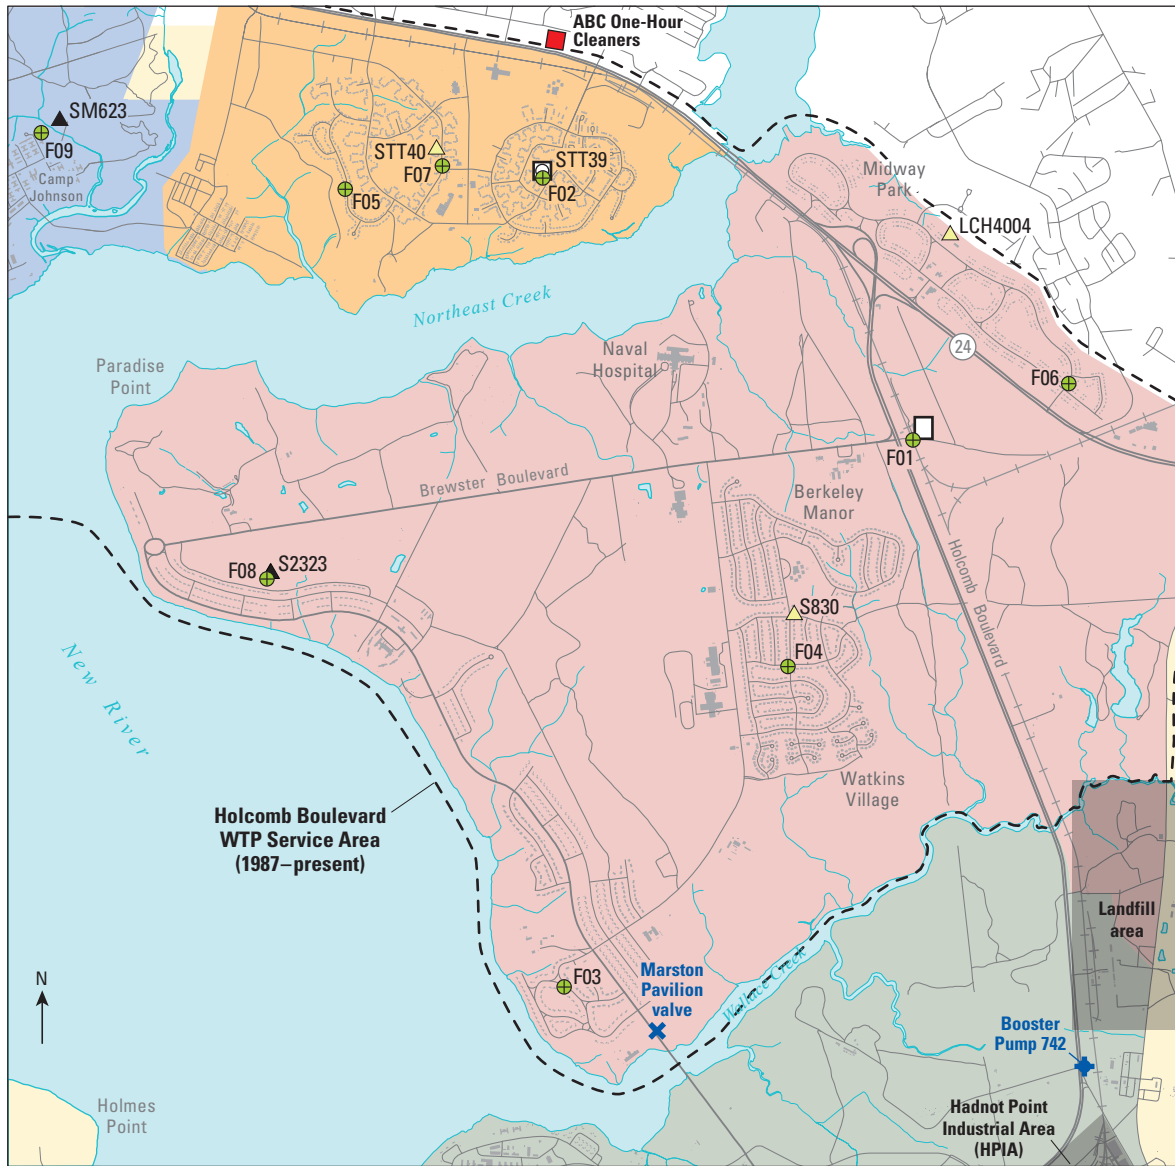 ABC One-Hour
Cleaners
SM623
F09
Camp
Johnson
STT40
F07
F05
STT39
F02
Midway
Park
LCH4004
Northeast Creek
Naval
Hospital
24
Paradise
Point
F06
F01
Brewster Boulevard
Berkeley
Manor
Holcomb Boulevard
S2323
F08
S830
F04
New River
Watkins
Village
Holcomb Boulevard
WTP Service Area
(1987–present)
Landfill
area
N
F03
Marston
Pavilion
valve
Wallace Creek
Booster
Pump 742
Holmes
Point
Hadnot Point
Industrial Area
(HPIA)